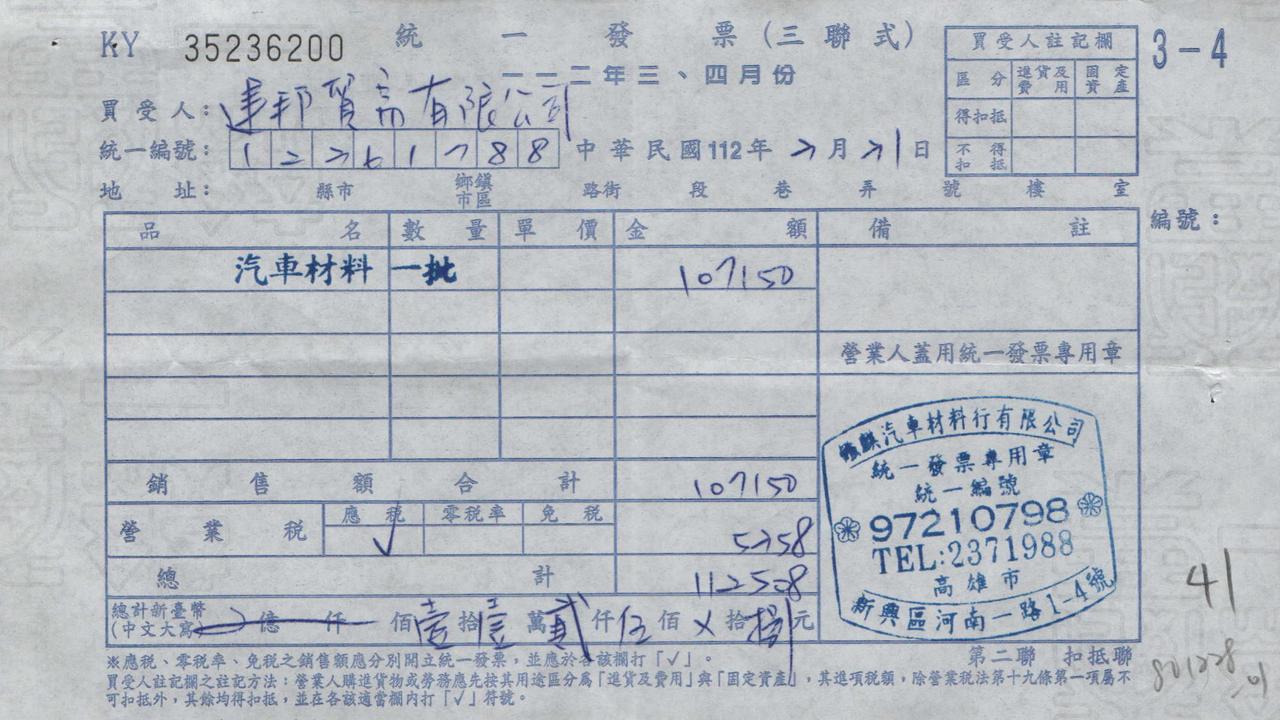 KY 35236200 統一發票(三聯式)
一一二年三、四月份
3-4
買受人註記欄
區分 進貨及費用 固定資產
得扣抵
不得扣抵
買受人:達邦貿易有限公司
統一編號: 中華民國112年 月 日
地址: 縣市 鄉鎮市區 路街 段 巷 弄 號 樓 室
編號:
品名 數量 單價 金額 備註
汽車材料 一批 107150
營業人蓋用統一發票專用章
銷售額合計 107150
營業稅 應稅 零稅率 免稅
√ 5358
總計 112508
總計新臺幣(中文大寫) 億 仟 佰壹拾壹萬貳仟伍佰×拾捌元
汽車材料行有限公司
統一發票專用章
統一編號
97210798
TEL:2371988
高雄市
新興區河南一路1-4號
41
第二聯 扣抵聯
※應稅、零稅率、免稅之銷售額應分別開立統一發票,並應於各該欄打「√」。
買受人註記欄之註記方法:營業人購進貨物或勞務應先按其用途區分為「進貨及費用」與「固定資產」,其進項稅額,除營業稅法第十九條第一項屬不
可扣抵外,其餘均得扣抵,並在各該適當欄內打「√」符號。